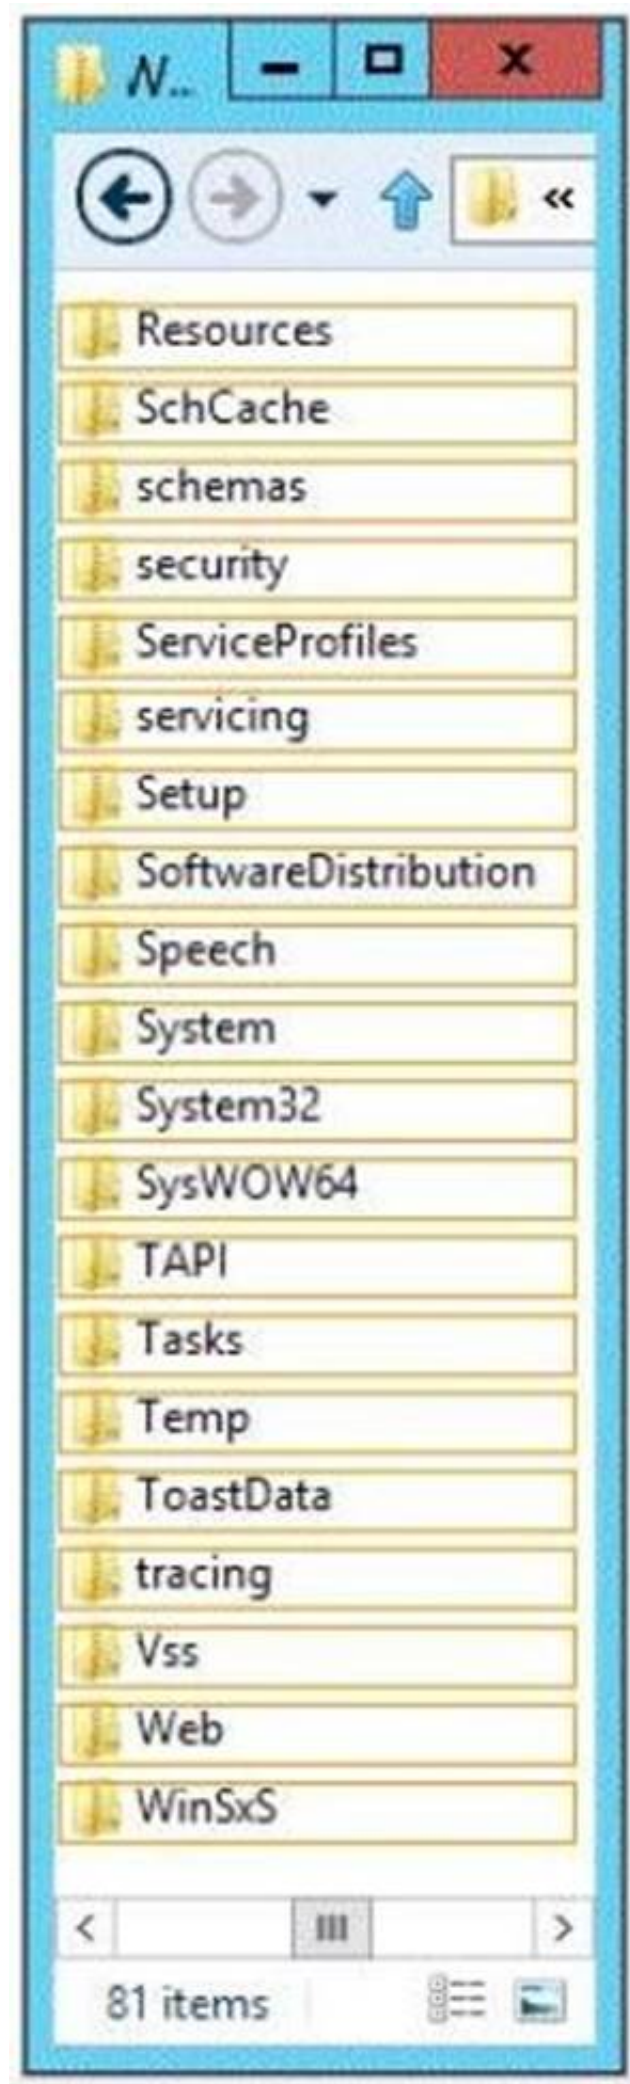 N...
«
Resources
SchCache
schemas
security
ServiceProfiles
servicing
Setup
SoftwareDistribution
Speech
System
System32
SysWOW64
TAPI
Tasks
Temp
ToastData
tracing
Vss
Web
WinSxS
81 items